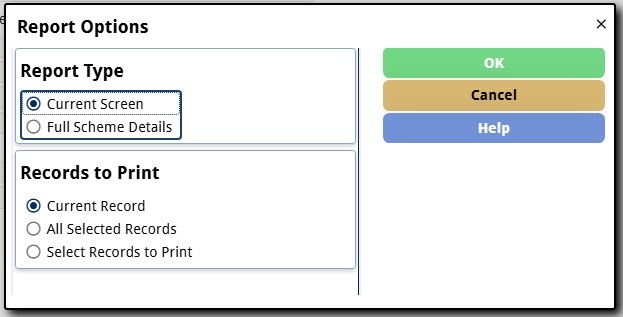 Report Options
×
Report Type
Current Screen
Full Scheme Details
Records to Print
Current Record
All Selected Records
Select Records to Print
OK
Cancel
Help